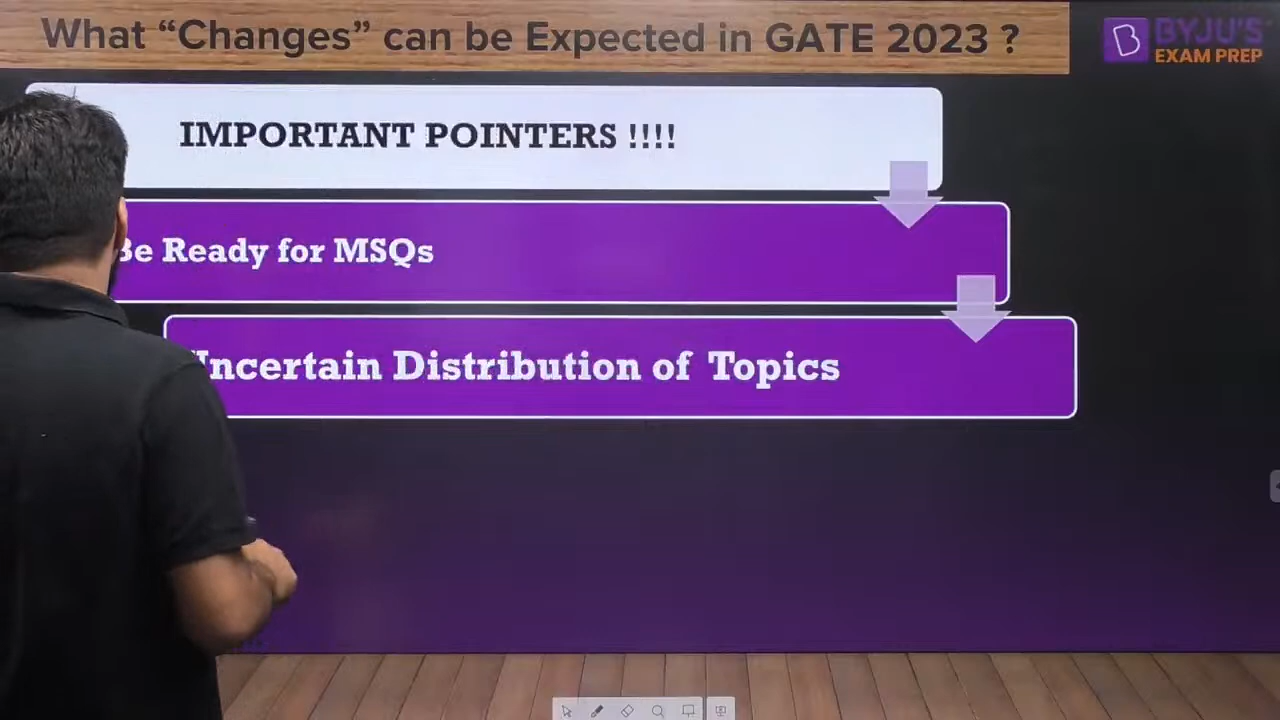 What “Changes” can be Expected in GATE 2023 ?
BYJU'S
EXAM PREP
IMPORTANT POINTERS !!!!
Be Ready for MSQs
Uncertain Distribution of Topics